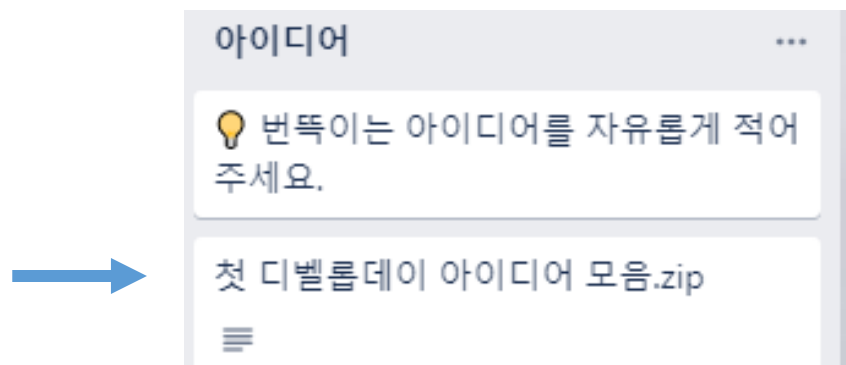 아이디어
💡 번뜩이는 아이디어를 자유롭게 적어
주세요.
첫 디벨롭데이 아이디어 모음.zip